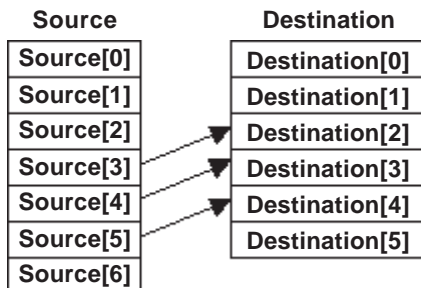 Source Destination
Source[0] Destination[0]
Source[1] Destination[1]
Source[2] Destination[2]
Source[3] Destination[3]
Source[4] Destination[4]
Source[5] Destination[5]
Source[6]